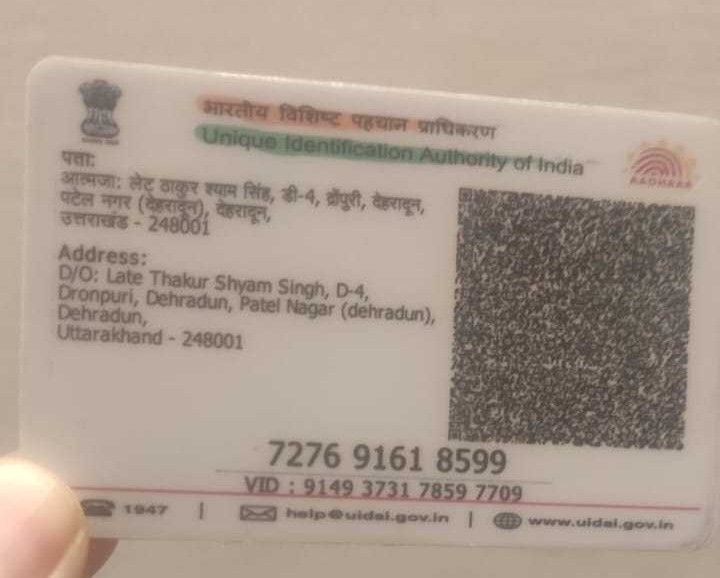 भारतीय विशिष्ट पहचान प्राधिकरण
Unique Identification Authority of India
AADHAAR
पता:
आत्मजा: लेट ठाकुर श्याम सिंह, डी-4, द्रोंपुरी, देहरादून,
पटेल नगर (देहरादून), देहरादून,
उत्तराखंड - 248001
Address:
D/O: Late Thakur Shyam Singh, D-4,
Dronpuri, Dehradun, Patel Nagar (dehradun),
Dehradun,
Uttarakhand - 248001
7276 9161 8599
VID : 9149 3731 7859 7709
1947 | help@uidai.gov.in | www.uidai.gov.in